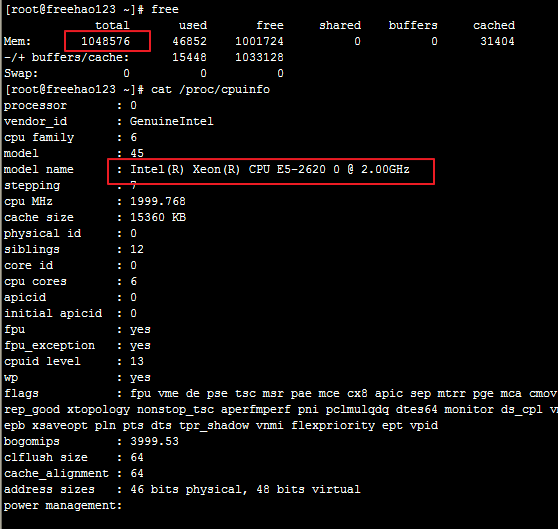 [root@freehao123 ~]# free
             total       used       free     shared    buffers     cached
Mem:       1048576      46852    1001724          0          0      31404
-/+ buffers/cache:      15448    1033128
Swap:            0          0          0
[root@freehao123 ~]# cat /proc/cpuinfo
processor       : 0
vendor_id       : GenuineIntel
cpu family      : 6
model           : 45
model name      : Intel(R) Xeon(R) CPU E5-2620 0 @ 2.00GHz
stepping        : 7
cpu MHz         : 1999.768
cache size      : 15360 KB
physical id     : 0
siblings        : 12
core id         : 0
cpu cores       : 6
apicid          : 0
initial apicid  : 0
fpu             : yes
fpu_exception   : yes
cpuid level     : 13
wp              : yes
flags           : fpu vme de pse tsc msr pae mce cx8 apic sep mtrr pge mca cmov
rep_good xtopology nonstop_tsc aperfmperf pni pclmulqdq dtes64 monitor ds_cpl v
epb xsaveopt pln pts dts tpr_shadow vnmi flexpriority ept vpid
bogomips        : 3999.53
clflush size    : 64
cache_alignment : 64
address sizes   : 46 bits physical, 48 bits virtual
power management: